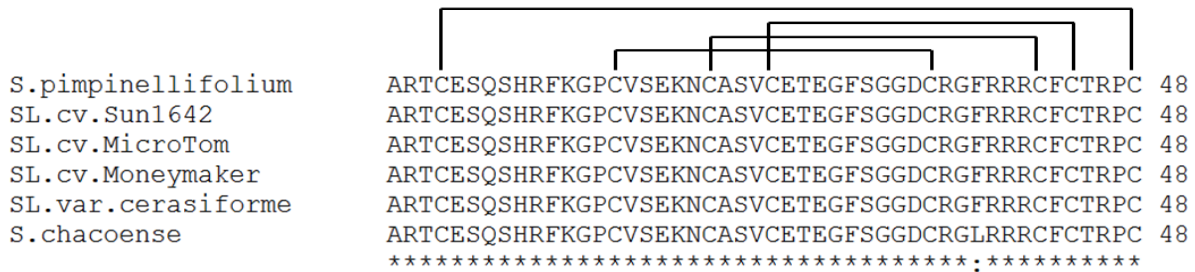 S.pimpinellifolium ARTCESQSHRFKGPCVSEKNCASVCETEGFSGGDCRGFRRRCFCTRPC 48
SL.cv.Sun1642 ARTCESQSHRFKGPCVSEKNCASVCETEGFSGGDCRGFRRRCFCTRPC 48
SL.cv.MicroTom ARTCESQSHRFKGPCVSEKNCASVCETEGFSGGDCRGFRRRCFCTRPC 48
SL.cv.Moneymaker ARTCESQSHRFKGPCVSEKNCASVCETEGFSGGDCRGFRRRCFCTRPC 48
SL.var.cerasiforme ARTCESQSHRFKGPCVSEKNCASVCETEGFSGGDCRGFRRRCFCTRPC 48
S.chacoense ARTCESQSHRFKGPCVSEKNCASVCETEGFSGGDCRGLRRRCFCTRPC 48
*************************************:**********